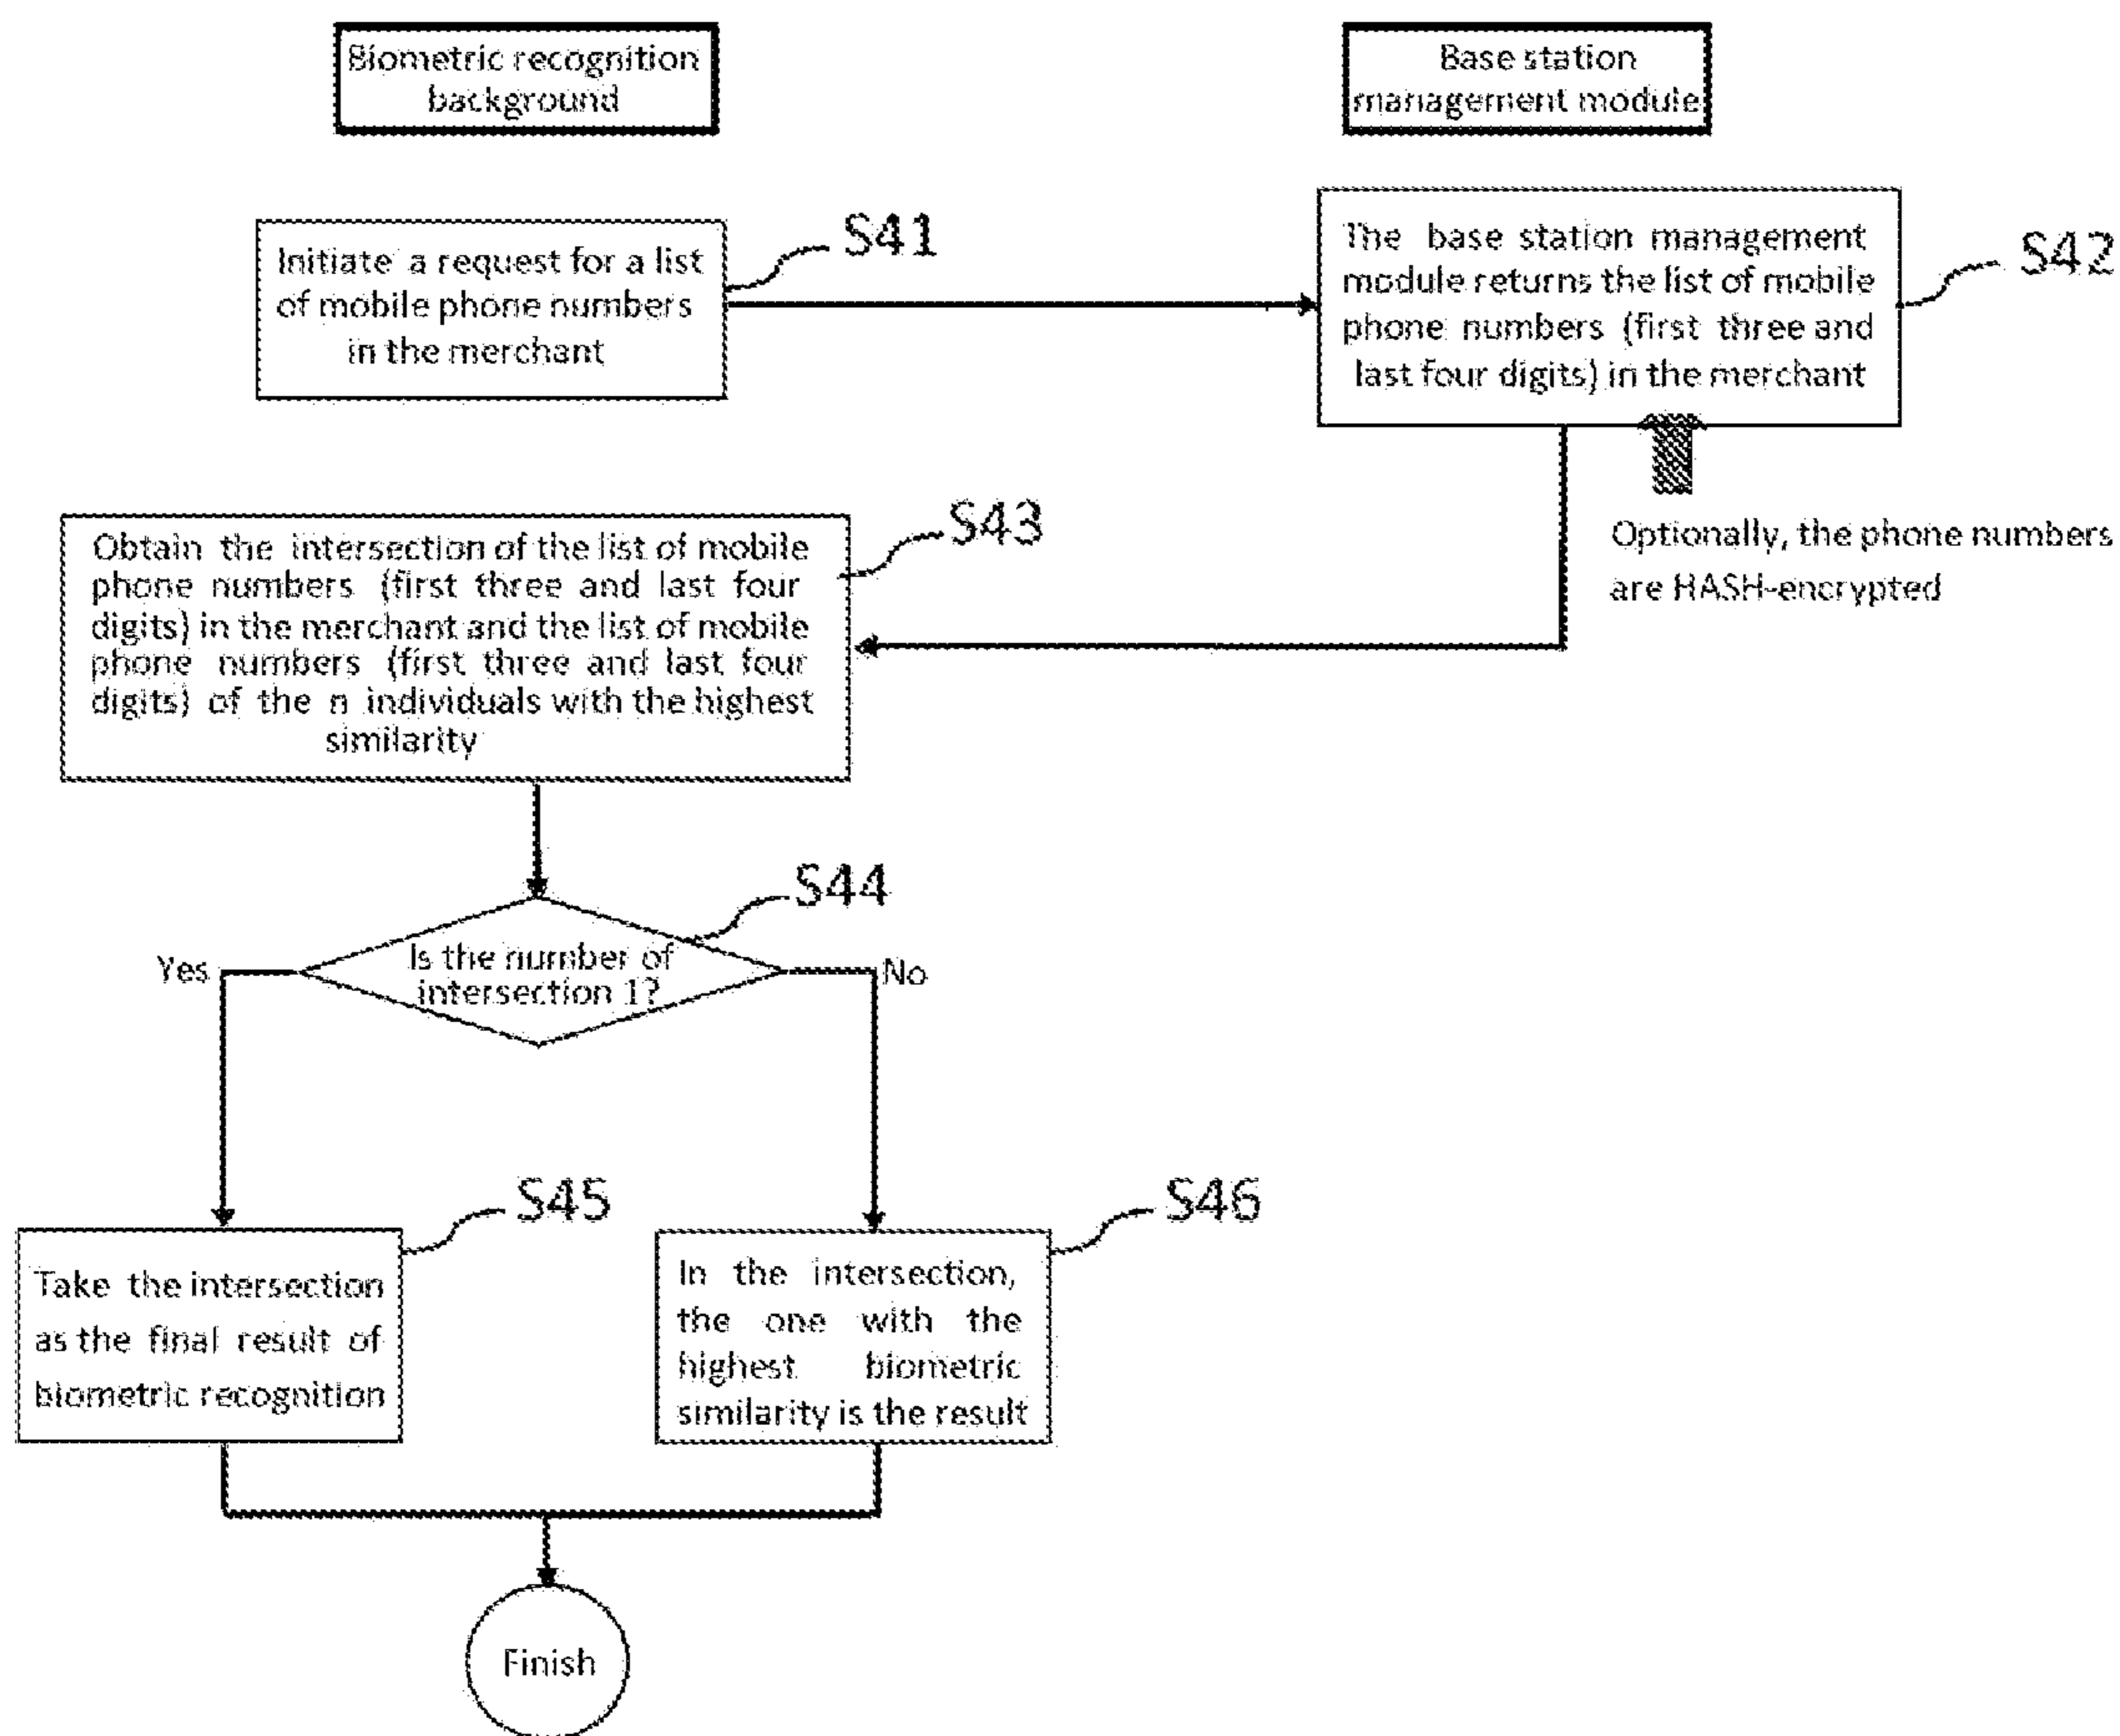 Biometric recognition
background
Base station
management module
Initiate a request for a list
of mobile phone numbers
in the merchant
S41
The base station management
module returns the list of mobile
phone numbers (first three and
last four digits) in the merchant
S42
Optionally, the phone numbers
are HASH-encrypted
Obtain the intersection of the list of mobile
phone numbers (first three and last four
digits) in the merchant and the list of mobile
phone numbers (first three and last four
digits) of the n individuals with the highest
similarity
S43
S44
Is the number of
intersection 1?
Yes
No
S45
Take the intersection
as the final result of
biometric recognition
S46
In the intersection,
the one with the
highest biometric
similarity is the result
Finish